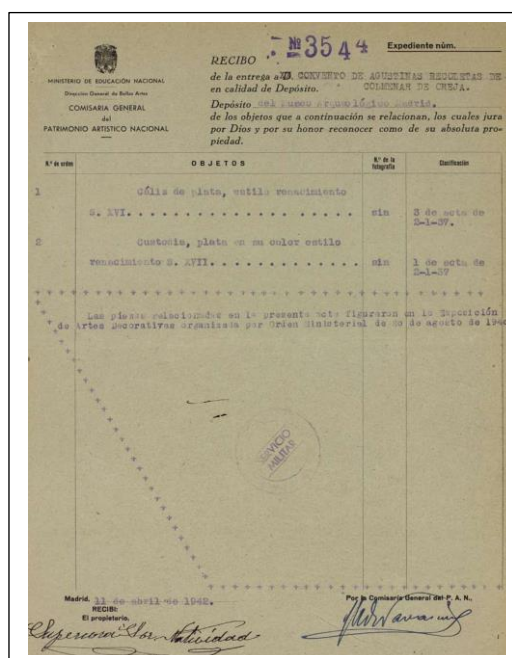 MINISTERIO DE EDUCACIÓN NACIONAL
Dirección General de Bellas Artes
COMISARIA GENERAL
DEL
PATRIMONIO ARTISTICO NACIONAL
Nº 3544
Expediente núm.
RECIBO
de la entrega a CONVENTO DE AGUSTINAS RECOLETAS DE
en calidad de Depósito. COLMENAR DE OREJA.
Depósito del Museo Arqueológico Madrid.
de los objetos que a continuación se relacionan, los cuales jura
por Dios y por su honor reconocer como de su absoluta pro-
piedad.
N.º de orden OBJETOS N.º de la fotografía Clasificación
1 Cáliz de plata, estilo renacimiento
S. XVI. . . . . . . . . . . . . . . . . . . sin 3 de acta de
2-1-37.
2 Custodia, plata en su color estilo
renacimiento S. XVII. . . . . . . . . . . . sin 1 de acta de
2-1-37
Las piezas relacionadas en la presente acta figuraron en la Exposición
de Artes Decorativas organizada por Orden Ministerial de de agosto de
SERVICIO
MILITAR
Madrid, 11 de abril de 1942.
RECIBI:
El propietario,
Por la Comisaría General del P. A. N.,
Superiora Sor Natividad